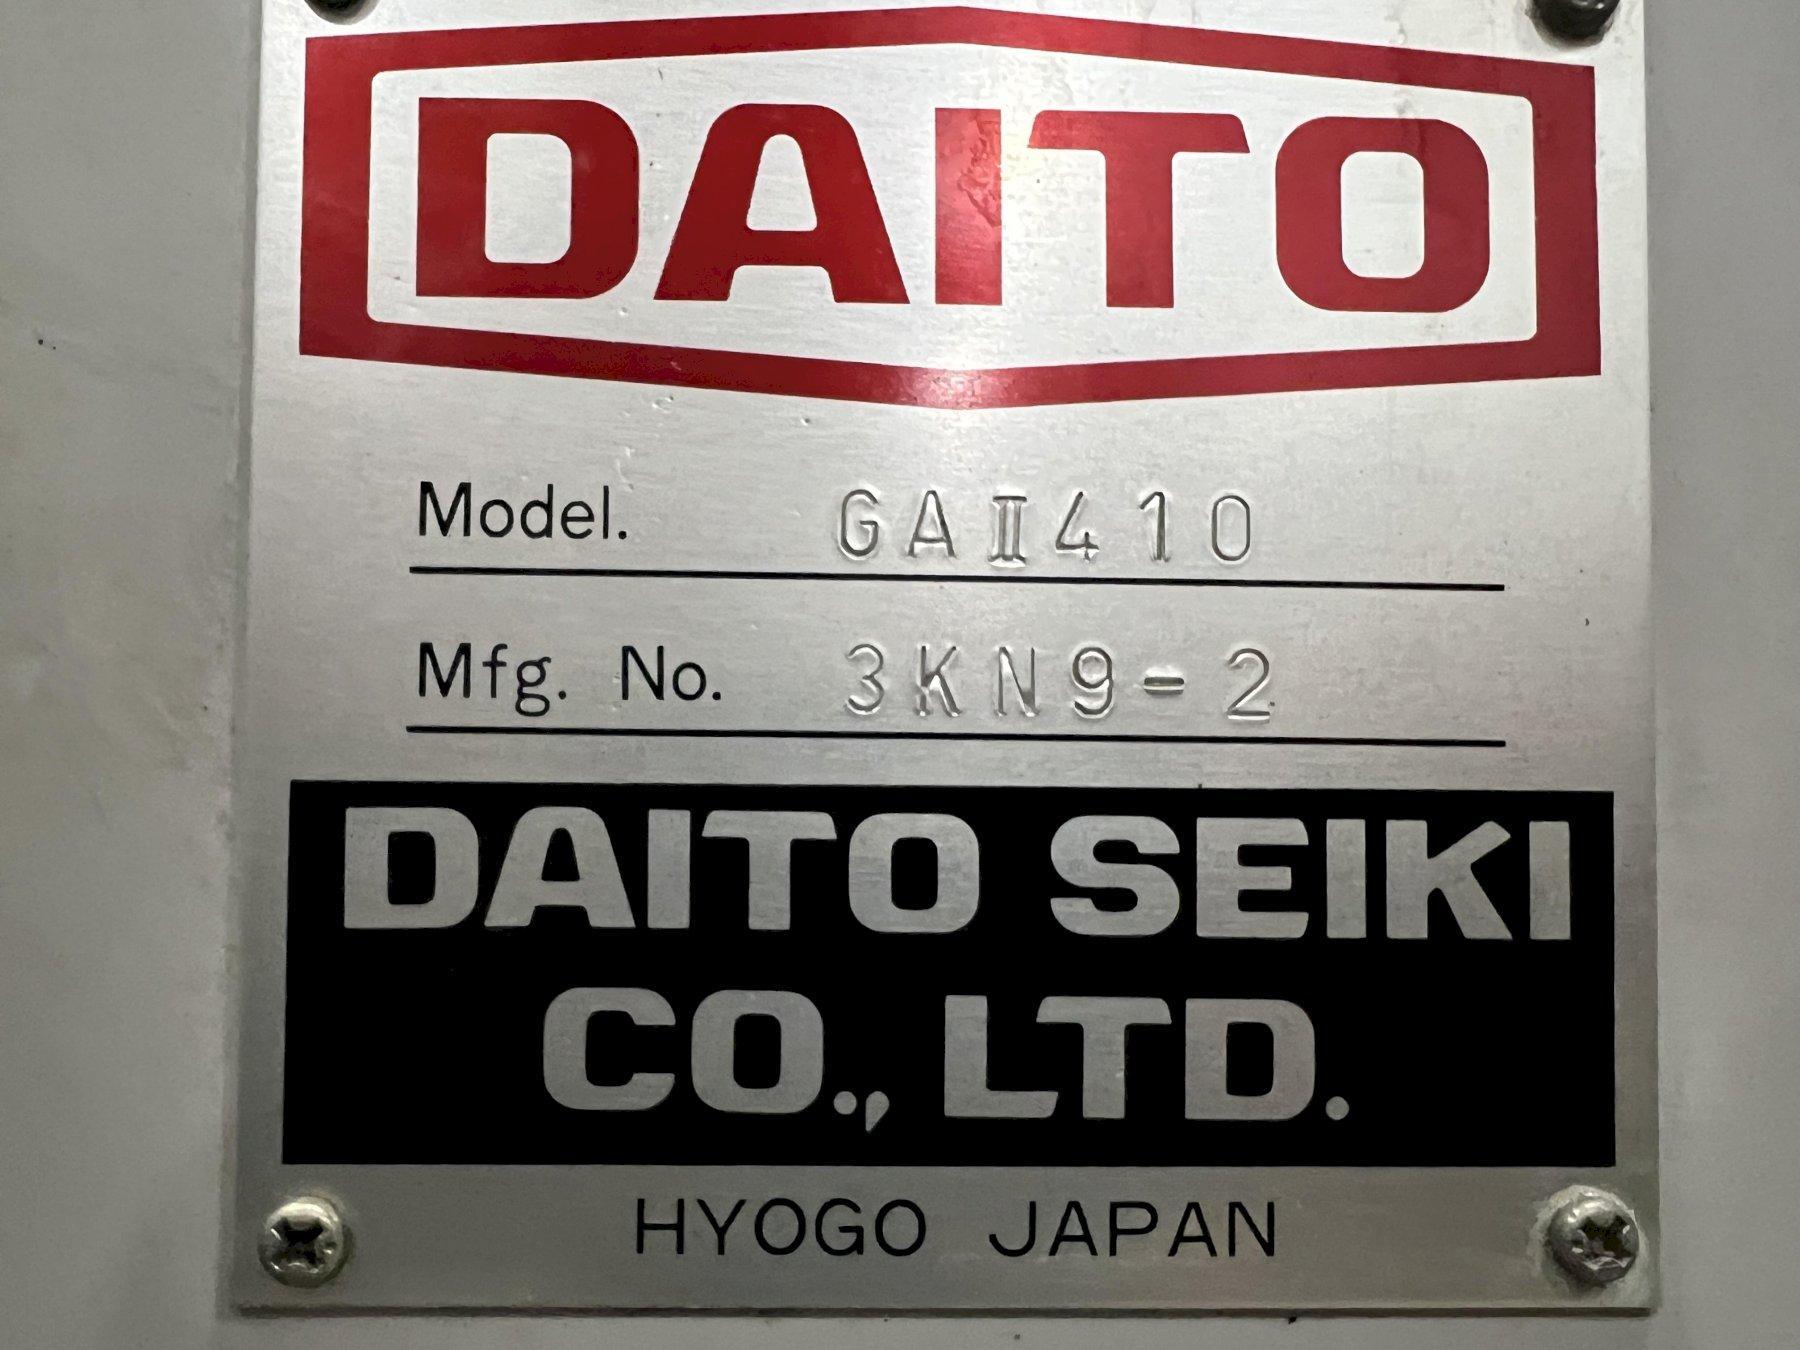 DAITO
Model. GAⅡ410
Mfg. No. 3KN9-2
DAITO SEIKI
CO., LTD.
HYOGO JAPAN